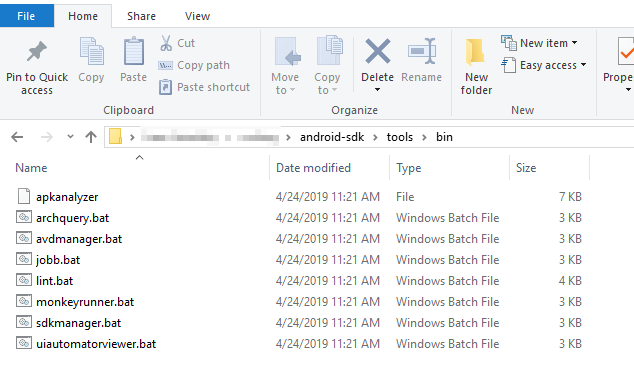 File Home Share View
Pin to Quick access
Copy
Paste
Cut
Copy path
Paste shortcut
Clipboard
Move to
Copy to
Delete
Rename
Organize
New folder
New item
Easy access
New
Prope
android-sdk > tools > bin
Name Date modified Type Size
apkanalyzer 4/24/2019 11:21 AM File 7 KB
archquery.bat 4/24/2019 11:21 AM Windows Batch File 3 KB
avdmanager.bat 4/24/2019 11:21 AM Windows Batch File 3 KB
jobb.bat 4/24/2019 11:21 AM Windows Batch File 3 KB
lint.bat 4/24/2019 11:21 AM Windows Batch File 4 KB
monkeyrunner.bat 4/24/2019 11:21 AM Windows Batch File 3 KB
sdkmanager.bat 4/24/2019 11:21 AM Windows Batch File 3 KB
uiautomatorviewer.bat 4/24/2019 11:21 AM Windows Batch File 3 KB